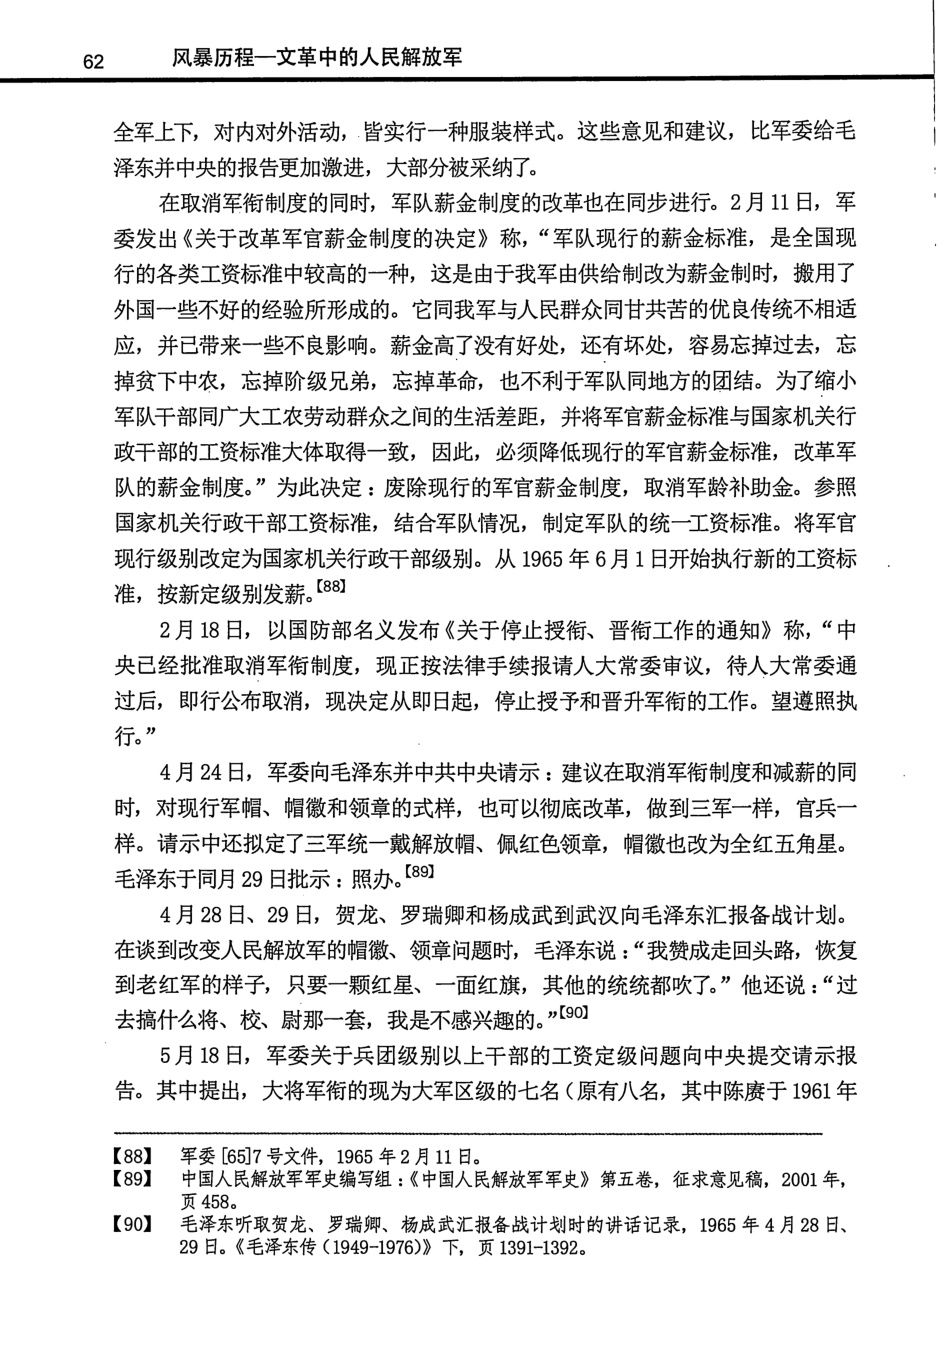 62 风暴历程—文革中的人民解放军
全军上下，对内对外活动，皆实行一种服装样式。这些意见和建议，比军委给毛
泽东并中央的报告更加激进，大部分被采纳了。
在取消军衔制度的同时，军队薪金制度的改革也在同步进行。2月11日，军
委发出《关于改革军官薪金制度的决定》称，“军队现行的薪金标准，是全国现
行的各类工资标准中较高的一种，这是由于我军由供给制改为薪金制时，搬用了
外国一些不好的经验所形成的。它同我军与人民群众同甘共苦的优良传统不相适
应，并已带来一些不良影响。薪金高了没有好处，还有坏处，容易忘掉过去，忘
掉贫下中农，忘掉阶级兄弟，忘掉革命，也不利于军队同地方的团结。为了缩小
军队干部同广大工农劳动群众之间的生活差距，并将军官薪金标准与国家机关行
政干部的工资标准大体取得一致，因此，必须降低现行的军官薪金标准，改革军
队的薪金制度。”为此决定：废除现行的军官薪金制度，取消军龄补助金。参照
国家机关行政干部工资标准，结合军队情况，制定军队的统一工资标准。将军官
现行级别改定为国家机关行政干部级别。从1965年6月1日开始执行新的工资标
准，按新定级别发薪。【88】
2月18日，以国防部名义发布《关于停止授衔、晋衔工作的通知》称，“中
央已经批准取消军衔制度，现正按法律手续报请人大常委审议，待人大常委通
过后，即行公布取消，现决定从即日起，停止授予和晋升军衔的工作。望遵照执
行。”
4月24日，军委向毛泽东并中共中央请示：建议在取消军衔制度和减薪的同
时，对现行军帽、帽徽和领章的式样，也可以彻底改革，做到三军一样，官兵一
样。请示中还拟定了三军统一戴解放帽、佩红色领章，帽徽也改为全红五角星。
毛泽东于同月29日批示：照办。【89】
4月28日、29日，贺龙、罗瑞卿和杨成武到武汉向毛泽东汇报备战计划。
在谈到改变人民解放军的帽徽、领章问题时，毛泽东说：“我赞成走回头路，恢复
到老红军的样子，只要一颗红星、一面红旗，其他的统统都吹了。”他还说：“过
去搞什么将、校、尉那一套，我是不感兴趣的。”【90】
5月18日，军委关于兵团级别以上干部的工资定级问题向中央提交请示报
告。其中提出，大将军衔的现为大军区级的七名（原有八名，其中陈赓于1961年
【88】 军委[65]7号文件，1965年2月11日。
【89】 中国人民解放军军史编写组：《中国人民解放军军史》第五卷，征求意见稿，2001年，
页458。
【90】 毛泽东听取贺龙、罗瑞卿、杨成武汇报备战计划时的讲话记录，1965年4月28日、
29日。《毛泽东传（1949-1976）》下，页1391-1392。